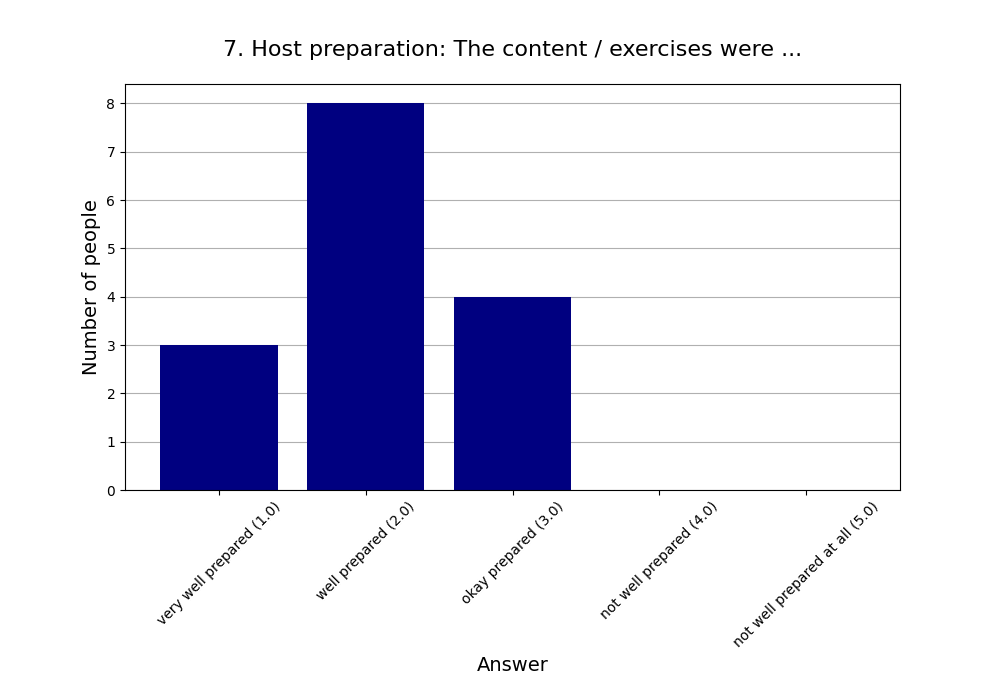 7. Host preparation: The content / exercises were ...
Number of people
8
7
6
5
4
3
2
1
0
very well prepared (1.0)
well prepared (2.0)
okay prepared (3.0)
not well prepared (4.0)
not well prepared at all (5.0)
Answer